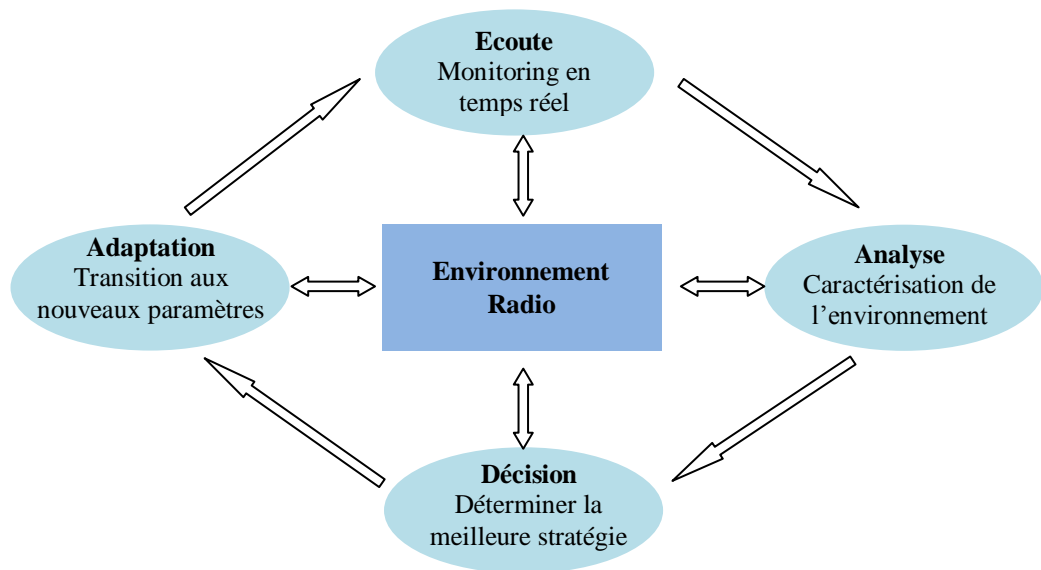 Ecoute
Monitoring en
temps réel
Adaptation
Transition aux
nouveaux paramètres
Environnement
Radio
Analyse
Caractérisation de
l’environnement
Décision
Déterminer la
meilleure stratégie